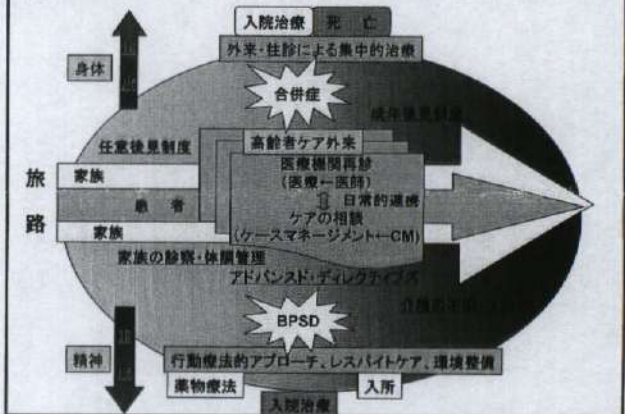 入院治療 死亡
外来・往診による集中的治療
身体
合併症
成年後見制度
任意後見制度
高齢者ケア外来
医療機関再診
(医療←医師)
日常的連携
ケアの相談
(ケースマネージメント←CM)
旅路
家族
患者
家族
家族の診察・体調管理
アドバンスド・ディレクティブズ
BPSD
精神
行動療法的アプローチ、レスパイトケア、環境整備
薬物療法 入所
入院治療